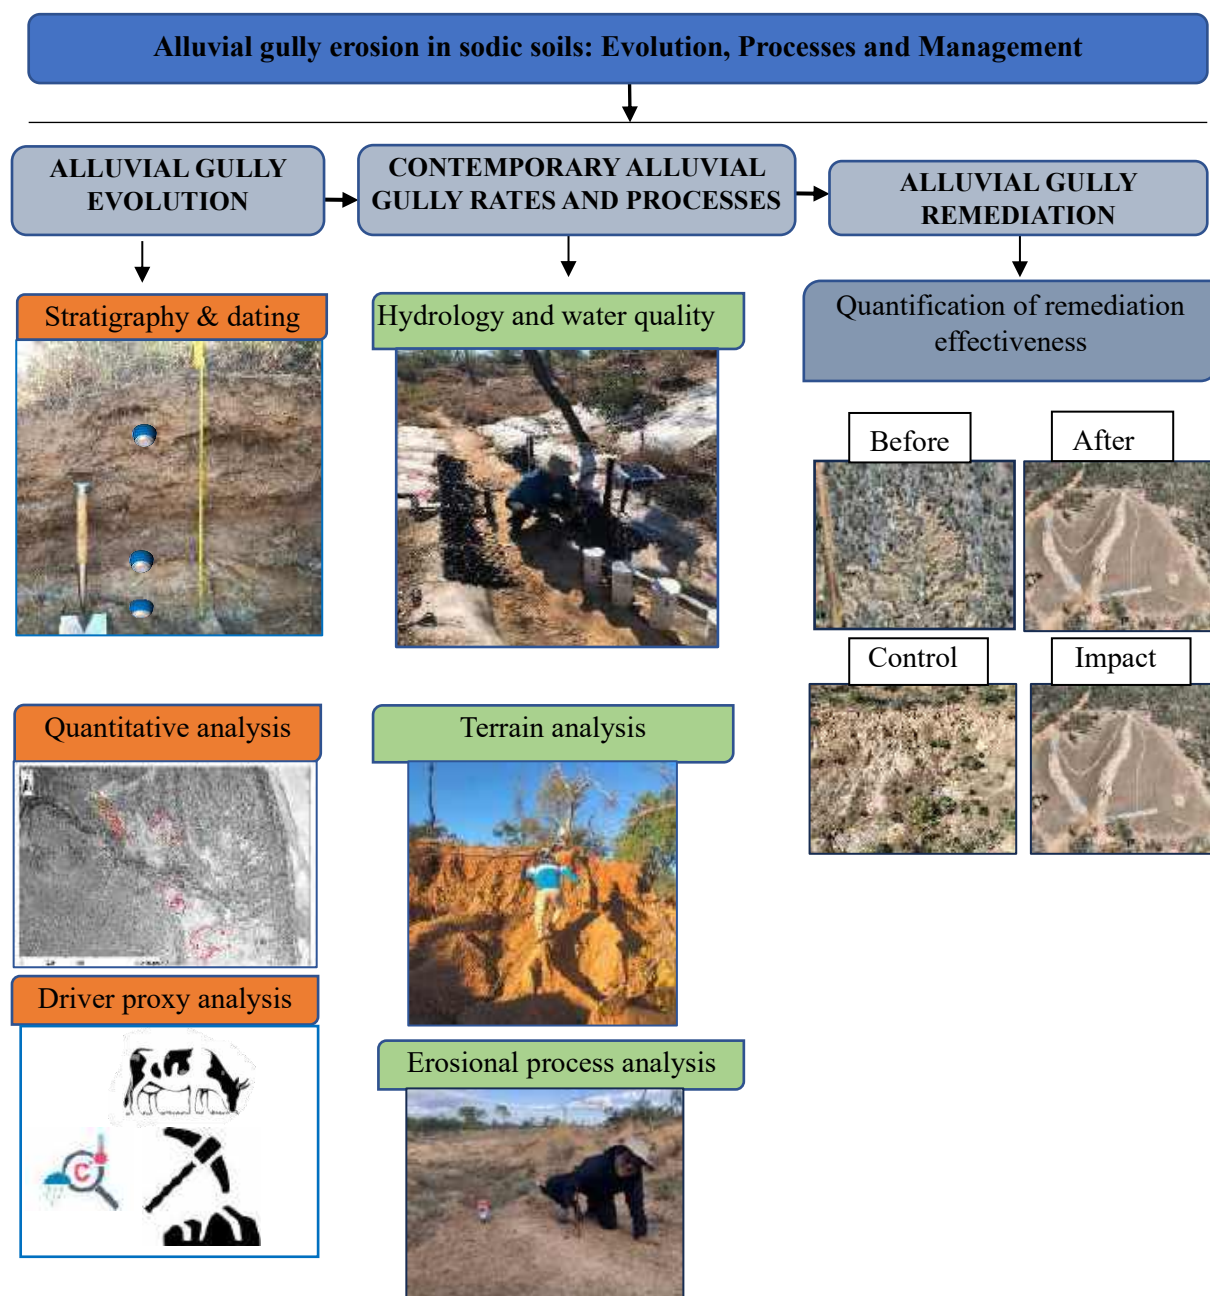 Alluvial gully erosion in sodic soils: Evolution, Processes and Management
ALLUVIAL GULLY
EVOLUTION
CONTEMPORARY ALLUVIAL
GULLY RATES AND PROCESSES
ALLUVIAL GULLY
REMEDIATION
Stratigraphy & dating
Hydrology and water quality
Quantification of remediation
effectiveness
Before
After
Control
Impact
Quantitative analysis
Terrain analysis
Driver proxy analysis
Erosional process analysis
C